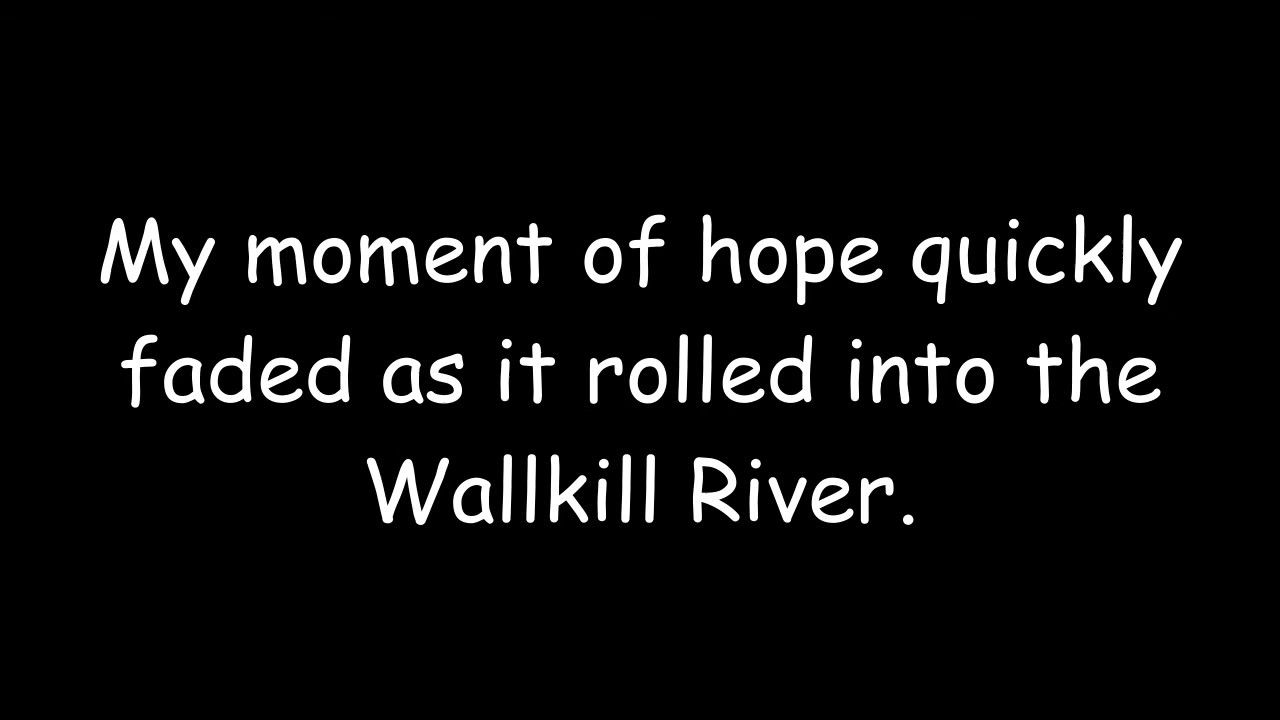 My moment of hope quickly
faded as it rolled into the
Wallkill River.